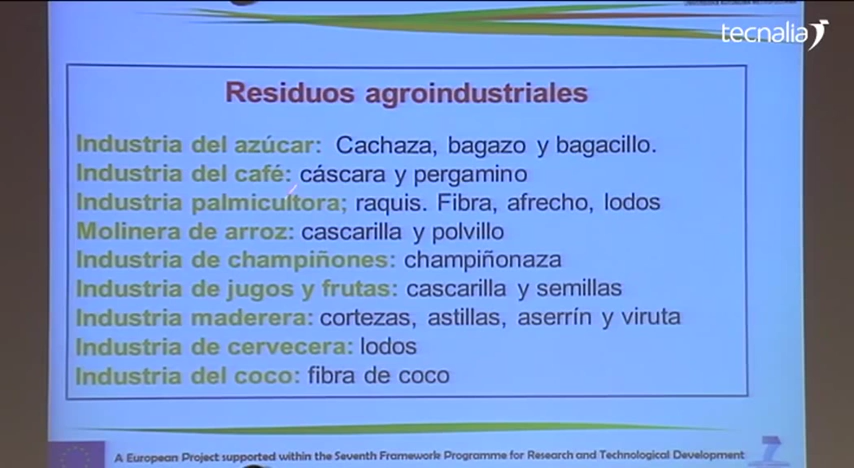 tecnalia
Residuos agroindustriales
Industria del azúcar: Cachaza, bagazo y bagacillo.
Industria del café: cáscara y pergamino
Industria palmicultora; raquis. Fibra, afrecho, lodos
Molinera de arroz: cascarilla y polvillo
Industria de champiñones: champiñonaza
Industria de jugos y frutas: cascarilla y semillas
Industria maderera: cortezas, astillas, aserrín y viruta
Industria de cervecera: lodos
Industria del coco: fibra de coco
A European Project supported within the Seventh Framework Programme for Research and Technological Development
7